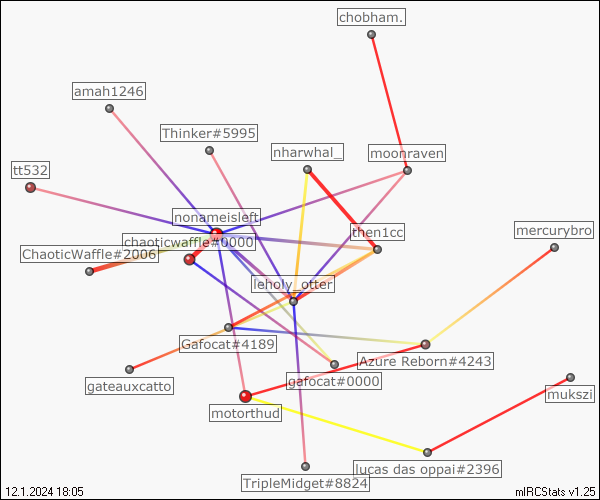 chobham.
amah1246
Thinker#5995
nharwhal_
moonraven
tt532
nonameisleft
then1cc
mercurybro
chaoticwaffle#0000
ChaoticWaffle#2006
leholy_otter
Gafocat#4189
Azure Reborn#4243
gafocat#0000
gateauxcatto
mukszi
motorthud
lucas das oppai#2396
TripleMidget#8824
12.1.2024 18:05
mIRCStats v1.25